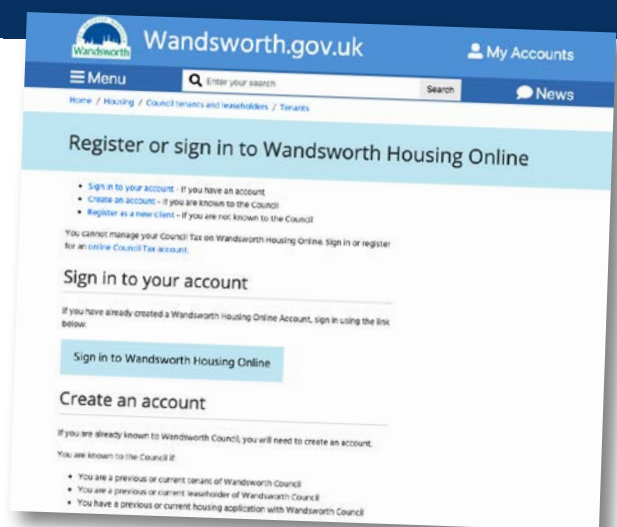 Wandsworth
Wandsworth.gov.uk
My Accounts
Menu
Enter your search
Search
News
Home / Housing / Council tenants and leaseholders / Tenants
Register or sign in to Wandsworth Housing Online
• Sign in to your account - If you have an account
• Create an account - If you are known to the Council
• Register as a new client - If you are not known to the Council
You cannot manage your Council Tax on Wandsworth Housing Online. Sign in or register
for an online Council Tax account.
Sign in to your account
If you have already created a Wandsworth Housing Online Account, sign in using the link
below.
Sign in to Wandsworth Housing Online
Create an account
If you are already known to Wandsworth Council, you will need to create an account.
You are known to the Council if:
• You are a previous or current tenant of Wandsworth Council
• You are a previous or current leaseholder of Wandsworth Council
• You have a previous or current housing application with Wandsworth Council